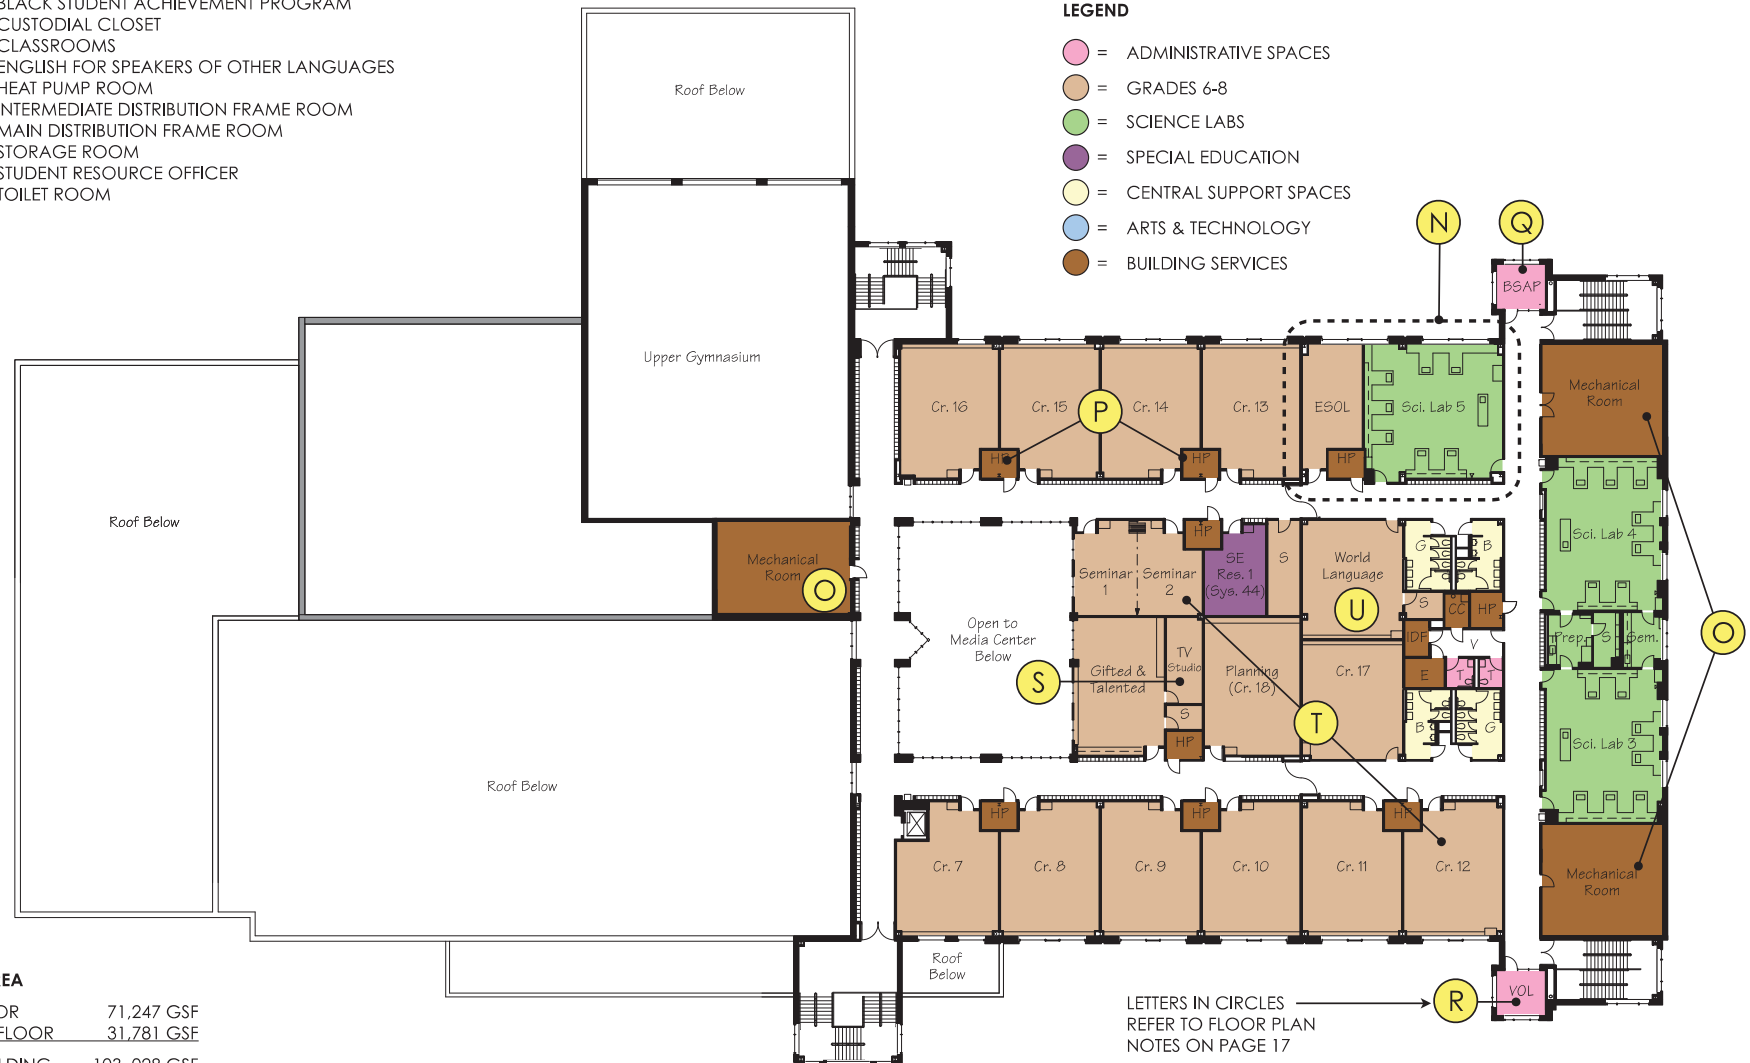 BLACK STUDENT ACHIEVEMENT PROGRAM
CUSTODIAL CLOSET
CLASSROOMS
ENGLISH FOR SPEAKERS OF OTHER LANGUAGES
HEAT PUMP ROOM
INTERMEDIATE DISTRIBUTION FRAME ROOM
MAIN DISTRIBUTION FRAME ROOM
STORAGE ROOM
STUDENT RESOURCE OFFICER
TOILET ROOM
LEGEND
= ADMINISTRATIVE SPACES
= GRADES 6-8
= SCIENCE LABS
= SPECIAL EDUCATION
= CENTRAL SUPPORT SPACES
= ARTS & TECHNOLOGY
= BUILDING SERVICES
Roof Below
N
Q
BSAP
Upper Gymnasium
Cr. 16
Cr. 15
P
Cr. 14
Cr. 13
ESOL
Sci. Lab 5
Mechanical
Room
HP
HP
HP
Roof Below
Mechanical
Room
O
HP
Seminar
1
Seminar
2
SE
Res. 1
(Sys. 44)
S
World
Language
U
G
B
S
CC
HP
Sci. Lab 4
Open to
Media Center
Below
S
Gifted &
Talented
TV
Studio
S
HP
Planning
(Cr. 18)
Cr. 17
T
IDF
V
E
T
T
B
G
Prep.
S
Sem.
O
Sci. Lab 3
Roof Below
HP
HP
HP
Cr. 7
Cr. 8
Cr. 9
Cr. 10
Cr. 11
Cr. 12
Mechanical
Room
Roof
Below
VOL
R
LETTERS IN CIRCLES
REFER TO FLOOR PLAN
NOTES ON PAGE 17
REA
OR 71,247 GSF
FLOOR 31,781 GSF
LDING 103,028 GSF